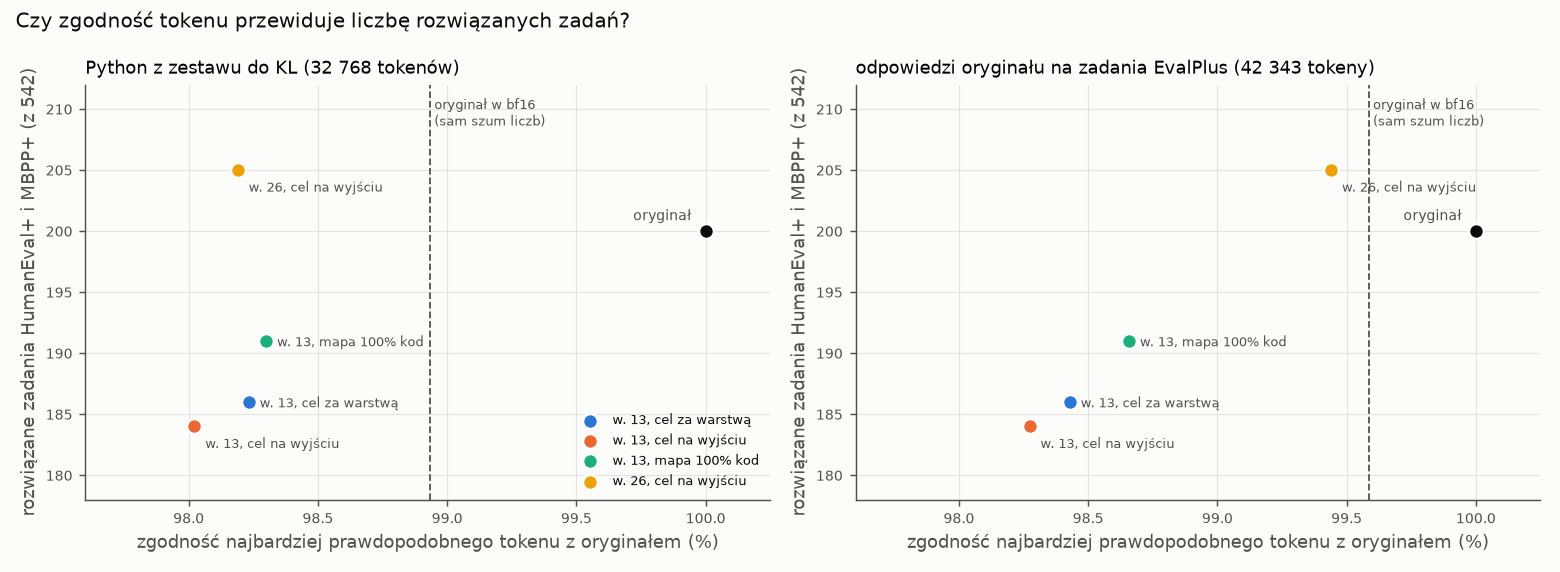 Czy zgodność tokenu przewiduje liczbę rozwiązanych zadań?
Python z zestawu do KL (32 768 tokenów)
rozwiązane zadania HumanEval+ i MBPP+ (z 542)
210
205
200
195
190
185
180
oryginał w bf16
(sam szum liczb)
w. 26, cel na wyjściu
oryginał
w. 13, mapa 100% kod
w. 13, cel za warstwą
w. 13, cel na wyjściu
w. 13, cel za warstwą
w. 13, cel na wyjściu
w. 13, mapa 100% kod
w. 26, cel na wyjściu
98.0
98.5
99.0
99.5
100.0
zgodność najbardziej prawdopodobnego tokenu z oryginałem (%)
odpowiedzi oryginału na zadania EvalPlus (42 343 tokeny)
rozwiązane zadania HumanEval+ i MBPP+ (z 542)
210
205
200
195
190
185
180
oryginał w bf16
(sam szum liczb)
w. 26, cel na wyjściu
oryginał
w. 13, mapa 100% kod
w. 13, cel za warstwą
w. 13, cel na wyjściu
98.0
98.5
99.0
99.5
100.0
zgodność najbardziej prawdopodobnego tokenu z oryginałem (%)